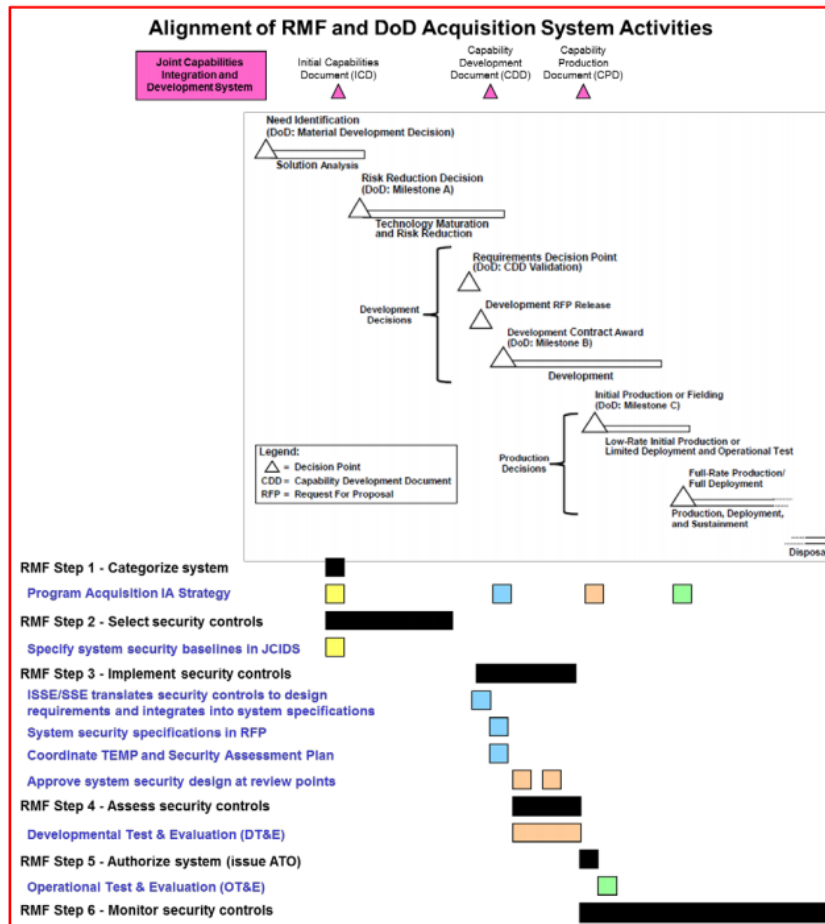 Alignment of RMF and DoD Acquisition System Activities
Joint Capabilities
Integration and
Development System
Initial Capabilities
Document (ICD)
Capability
Development
Document (CDD)
Capability
Production
Document (CPD)
Need Identification
(DoD: Material Development Decision)
Solution Analysis
Risk Reduction Decision
(DoD: Milestone A)
Technology Maturation
and Risk Reduction
Development
Decisions
Requirements Decision Point
(DoD: CDD Validation)
Development RFP Release
Development Contract Award
(DoD: Milestone B)
Development
Initial Production or Fielding
(DoD: Milestone C)
Low-Rate Initial Production or
Limited Deployment and Operational Test
Production
Decisions
Full-Rate Production/
Full Deployment
Production, Deployment,
and Sustainment
Disposa
Legend:
= Decision Point
CDD = Capability Development Document
RFP = Request For Proposal
RMF Step 1 - Categorize system
Program Acquisition IA Strategy
RMF Step 2 - Select security controls
Specify system security baselines in JCIDS
RMF Step 3 - Implement security controls
ISSE/SSE translates security controls to design
requirements and integrates into system specifications
System security specifications in RFP
Coordinate TEMP and Security Assessment Plan
Approve system security design at review points
RMF Step 4 - Assess security controls
Developmental Test & Evaluation (DT&E)
RMF Step 5 - Authorize system (issue ATO)
Operational Test & Evaluation (OT&E)
RMF Step 6 - Monitor security controls